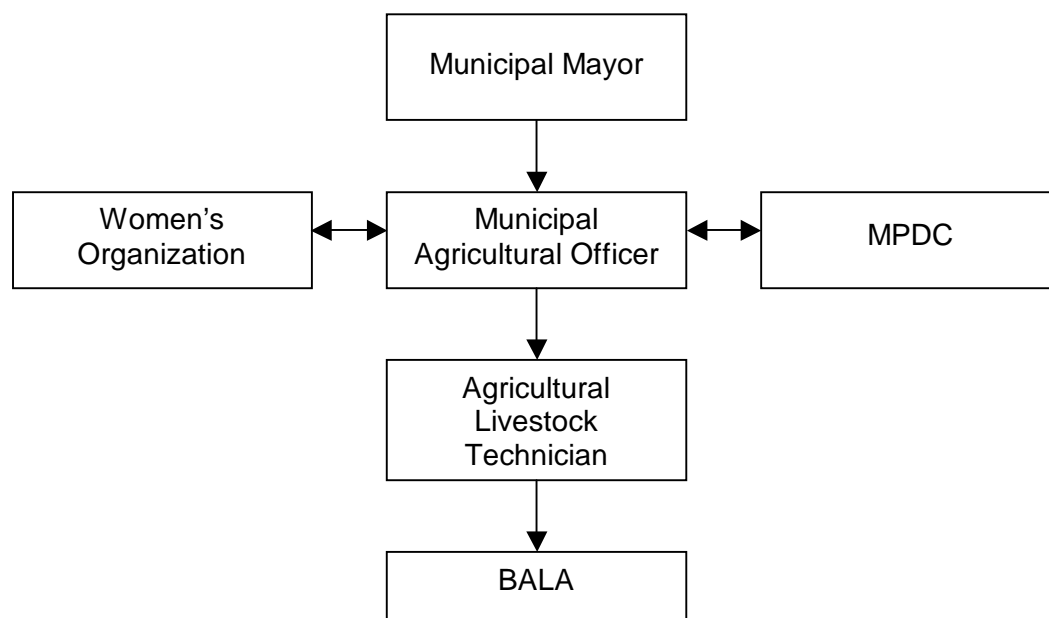 Municipal Mayor
Women’s
Organization
Municipal
Agricultural Officer
MPDC
Agricultural
Livestock
Technician
BALA